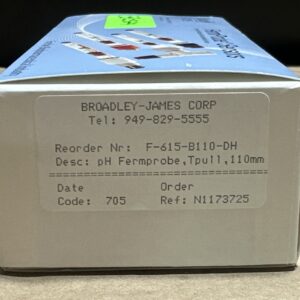 BROADLEY-JAMES CORP
Tel: 949-829-5555
Reorder Nr: F-615-B110-DH
Desc: pH Fermprobe,Tpull,110mm
Date Order
Code: 705 Ref: N1173725